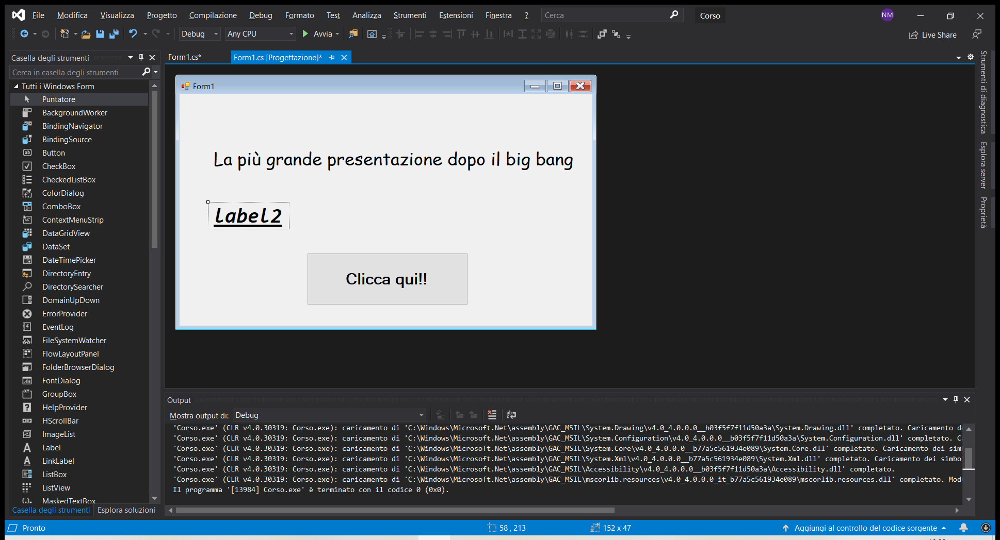 File Modifica Visualizza Progetto Compilazione Debug Formato Test Analizza Strumenti Estensioni Finestra ? Cerca Corso NM
Debug Any CPU Avvia Live Share
Casella degli strumenti
Cerca in casella degli strumenti
Tutti i Windows Form
Puntatore
BackgroundWorker
BindingNavigator
BindingSource
Button
CheckBox
CheckedListBox
ColorDialog
ComboBox
ContextMenuStrip
DataGridView
DataSet
DateTimePicker
DirectoryEntry
DirectorySearcher
DomainUpDown
ErrorProvider
EventLog
FileSystemWatcher
FlowLayoutPanel
FolderBrowserDialog
FontDialog
GroupBox
HelpProvider
HScrollBar
ImageList
Label
LinkLabel
ListBox
ListView
MaskedTextBox
Casella degli strumenti Esplora soluzioni
Form1.cs* Form1.cs [Progettazione]*
Form1
La più grande presentazione dopo il big bang
label2
Clicca qui!!
Strumenti di diagnostica
Esplora server
Proprietà
Output
Mostra output di: Debug
'Corso.exe' (CLR v4.0.30319: Corso.exe): caricamento di 'C:\Windows\Microsoft.Net\assembly\GAC_MSIL\System.Drawing\v4.0_4.0.0.0__b03f5f7f11d50a3a\System.Drawing.dll' completato. Caricamento de
'Corso.exe' (CLR v4.0.30319: Corso.exe): caricamento di 'C:\Windows\Microsoft.Net\assembly\GAC_MSIL\System.Configuration\v4.0_4.0.0.0__b03f5f7f11d50a3a\System.Configuration.dll' completato. Ca
'Corso.exe' (CLR v4.0.30319: Corso.exe): caricamento di 'C:\Windows\Microsoft.Net\assembly\GAC_MSIL\System.Core\v4.0_4.0.0.0__b77a5c561934e089\System.Core.dll' completato. Caricamento dei simb
'Corso.exe' (CLR v4.0.30319: Corso.exe): caricamento di 'C:\Windows\Microsoft.Net\assembly\GAC_MSIL\System.Xml\v4.0_4.0.0.0__b77a5c561934e089\System.Xml.dll' completato. Caricamento dei simbo
'Corso.exe' (CLR v4.0.30319: Corso.exe): caricamento di 'C:\Windows\Microsoft.Net\assembly\GAC_MSIL\Accessibility\v4.0_4.0.0.0__b03f5f7f11d50a3a\Accessibility.dll' completato.
'Corso.exe' (CLR v4.0.30319: Corso.exe): caricamento di 'C:\Windows\Microsoft.Net\assembly\GAC_MSIL\mscorlib.resources\v4.0_4.0.0.0_it_b77a5c561934e089\mscorlib.resources.dll' completato. Modu
Il programma '[13984] Corso.exe' è terminato con il codice 0 (0x0).
Pronto 58 , 213 152 x 47 Aggiungi al controllo del codice sorgente